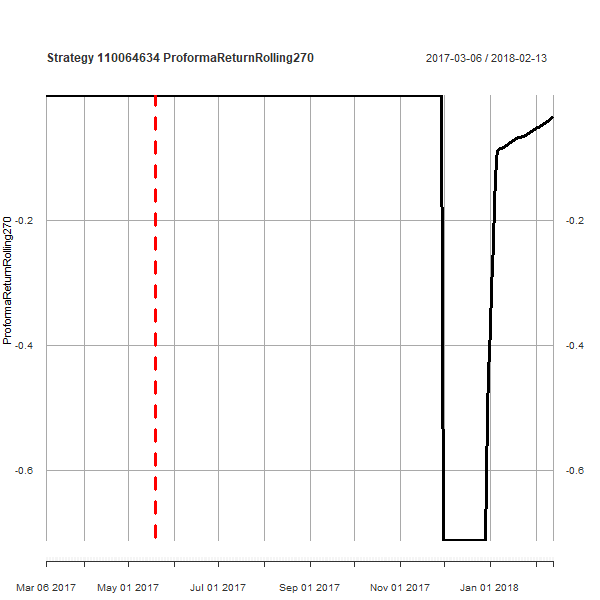 Strategy 110064634 ProformaReturnRolling270
2017-03-06 / 2018-02-13
ProformaReturnRolling270
-0.2
-0.2
-0.4
-0.4
-0.6
-0.6
Mar 06 2017
May 01 2017
Jul 01 2017
Sep 01 2017
Nov 01 2017
Jan 01 2018